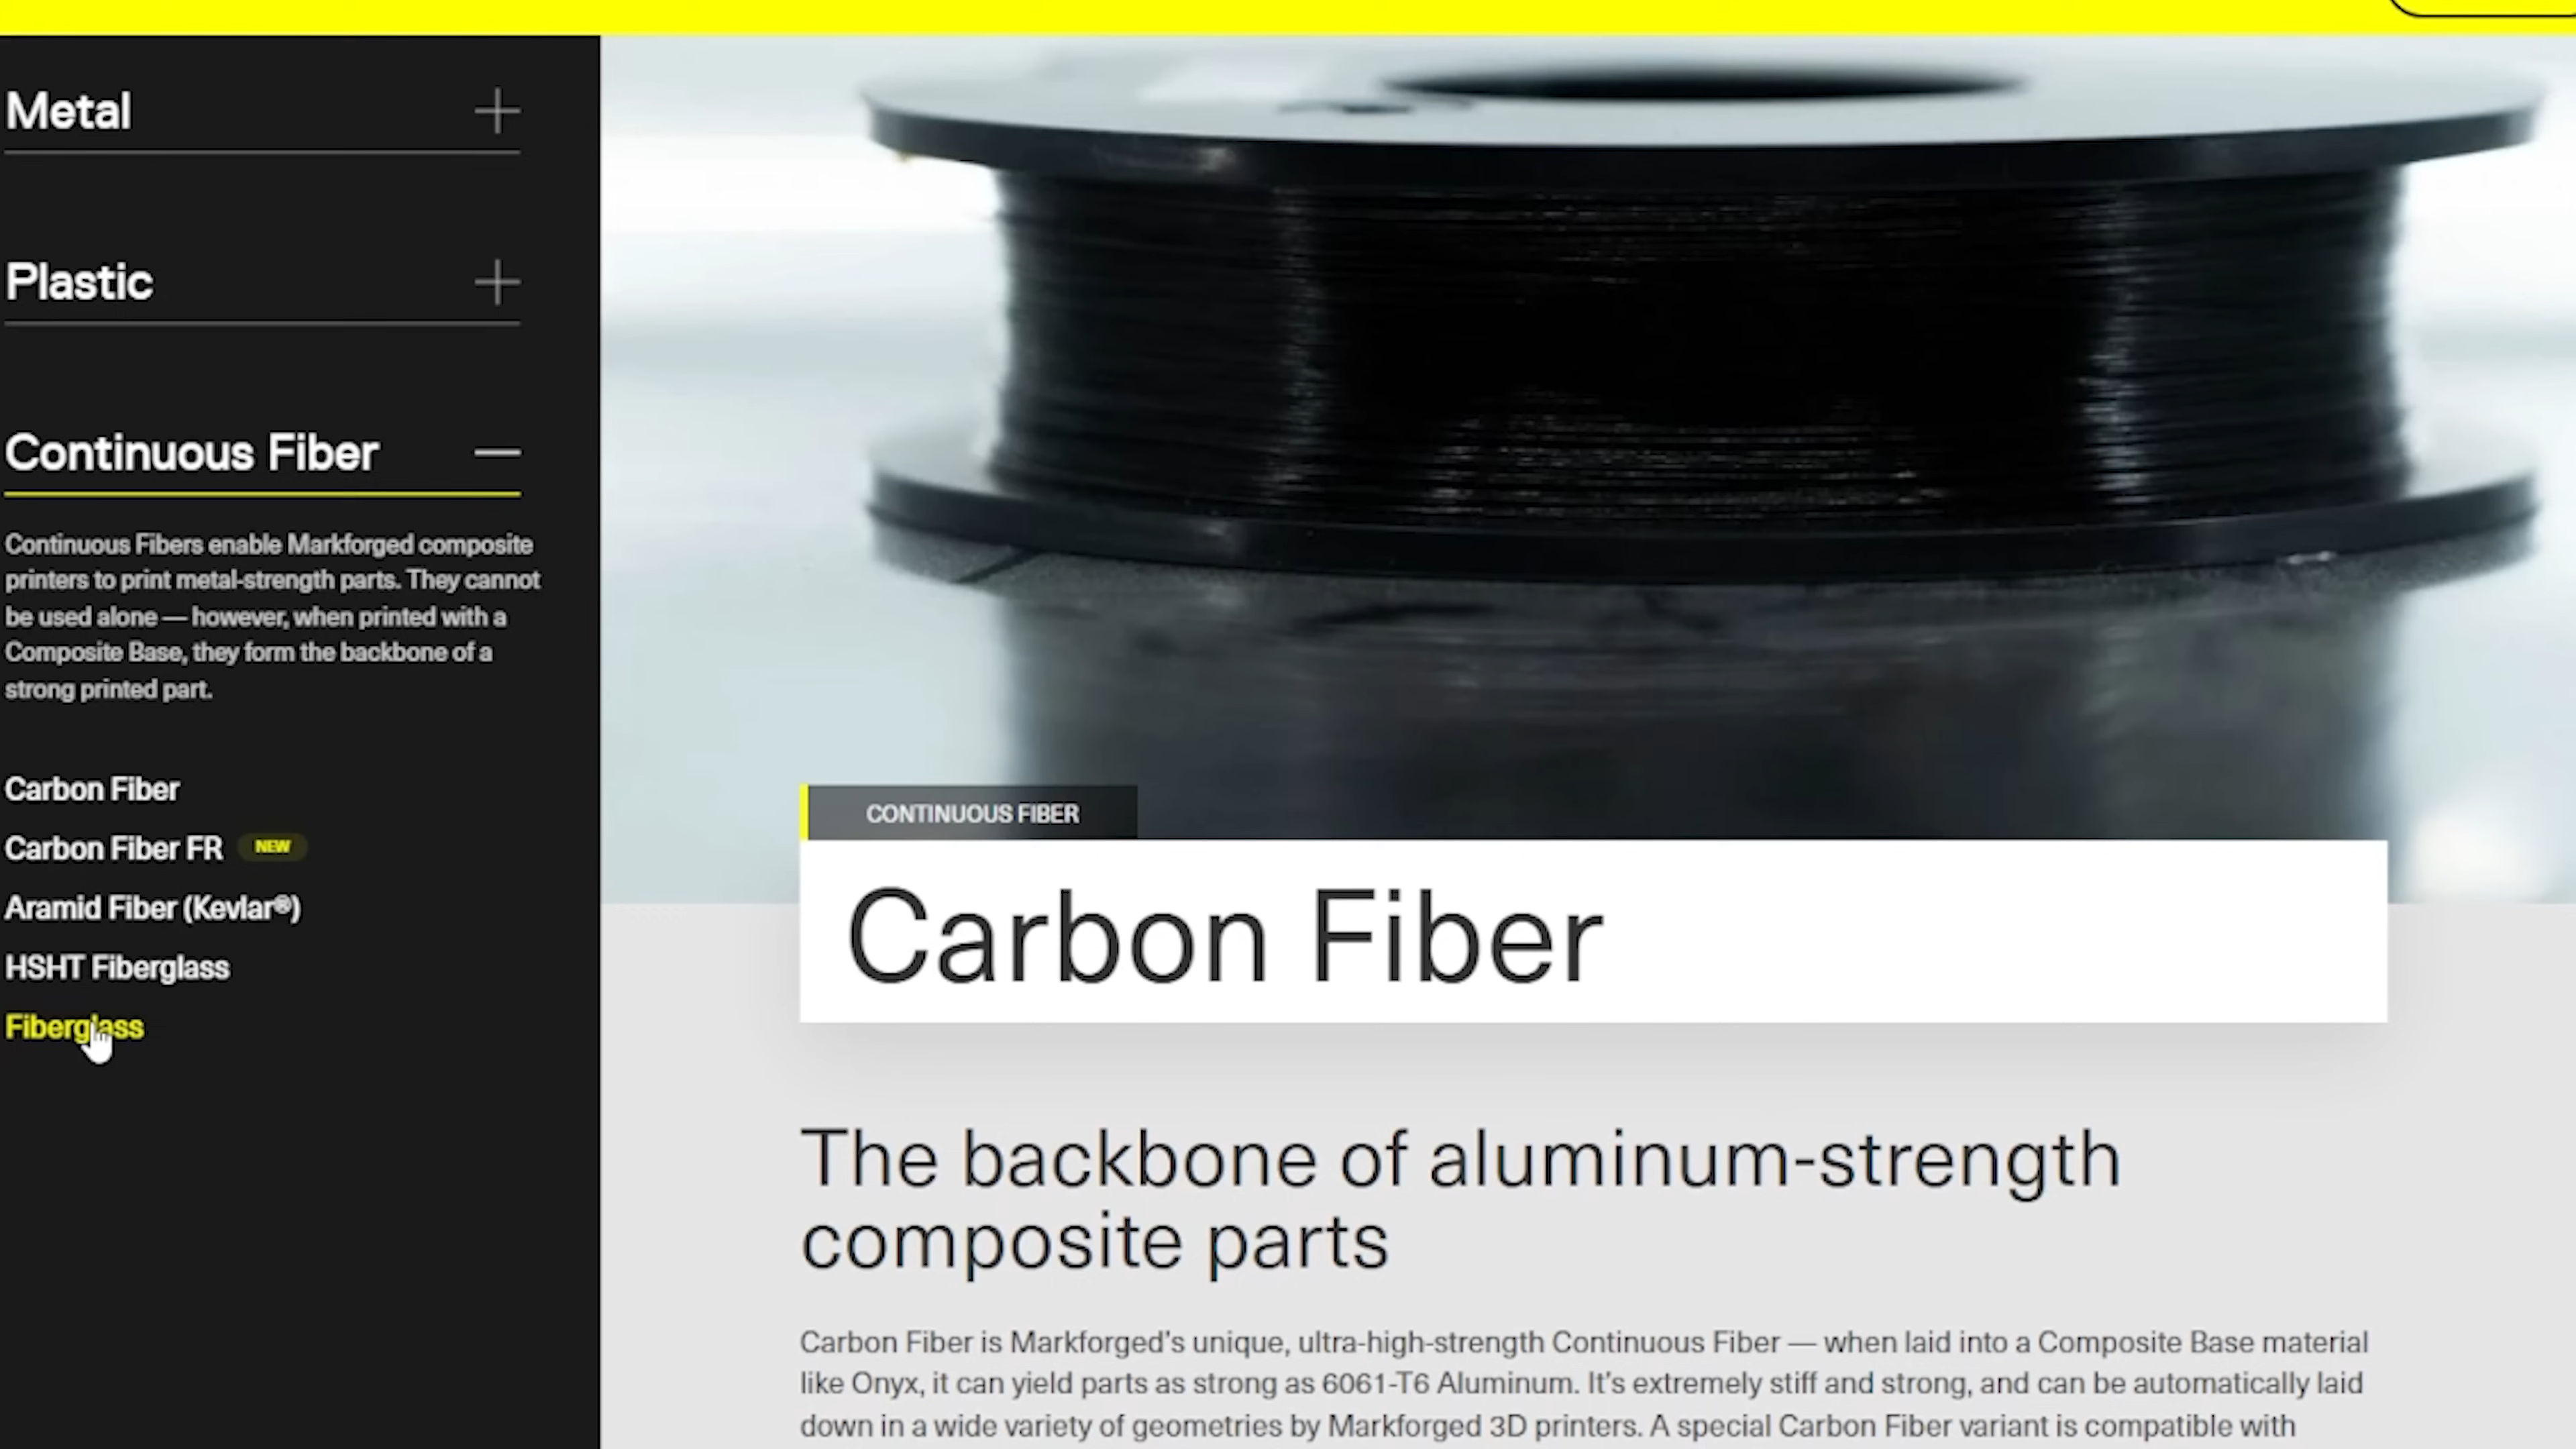 Metal
Plastic
Continuous Fiber
Continuous Fibers enable Markforged composite
printers to print metal-strength parts. They cannot
be used alone — however, when printed with a
Composite Base, they form the backbone of a
strong printed part.
Carbon Fiber
Carbon Fiber FR NEW
Aramid Fiber (Kevlar®)
HSHT Fiberglass
Fiberglass
CONTINUOUS FIBER
Carbon Fiber
The backbone of aluminum-strength
composite parts
Carbon Fiber is Markforged's unique, ultra-high-strength Continuous Fiber — when laid into a Composite Base material
like Onyx, it can yield parts as strong as 6061-T6 Aluminum. It's extremely stiff and strong, and can be automatically laid
down in a wide variety of geometries by Markforged 3D printers. A special Carbon Fiber variant is compatible with